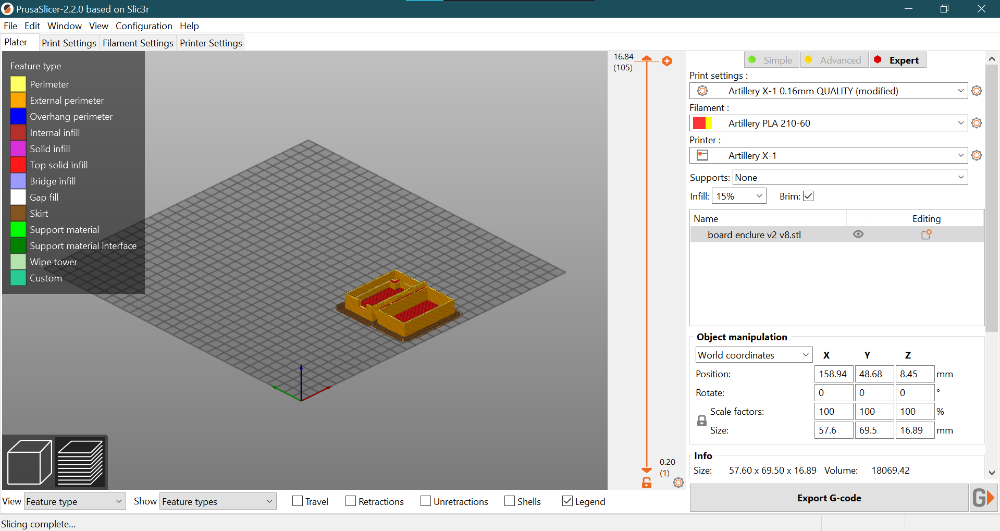 PrusaSlicer-2.2.0 based on Slic3r
File Edit Window View Configuration Help
Plater Print Settings Filament Settings Printer Settings
Feature type
Perimeter
External perimeter
Overhang perimeter
Internal infill
Solid infill
Top solid infill
Bridge infill
Gap fill
Skirt
Support material
Support material interface
Wipe tower
Custom
16.84
(105)
0.20
(1)
Simple Advanced Expert
Print settings :
Artillery X-1 0.16mm QUALITY (modified)
Filament :
Artillery PLA 210-60
Printer :
Artillery X-1
Supports: None
Infill: 15% Brim:
Name Editing
board enclure v2 v8.stl
Object manipulation
World coordinates X Y Z
Position: 158.94 48.68 8.45 mm
Rotate: 0 0 0 °
Scale factors: 100 100 100 %
Size: 57.6 69.5 16.89 mm
Info
Size: 57.60 x 69.50 x 16.89 Volume: 18069.42
Export G-code
G
View Feature type Show Feature types Travel Retractions Unretractions Shells Legend
Slicing complete...